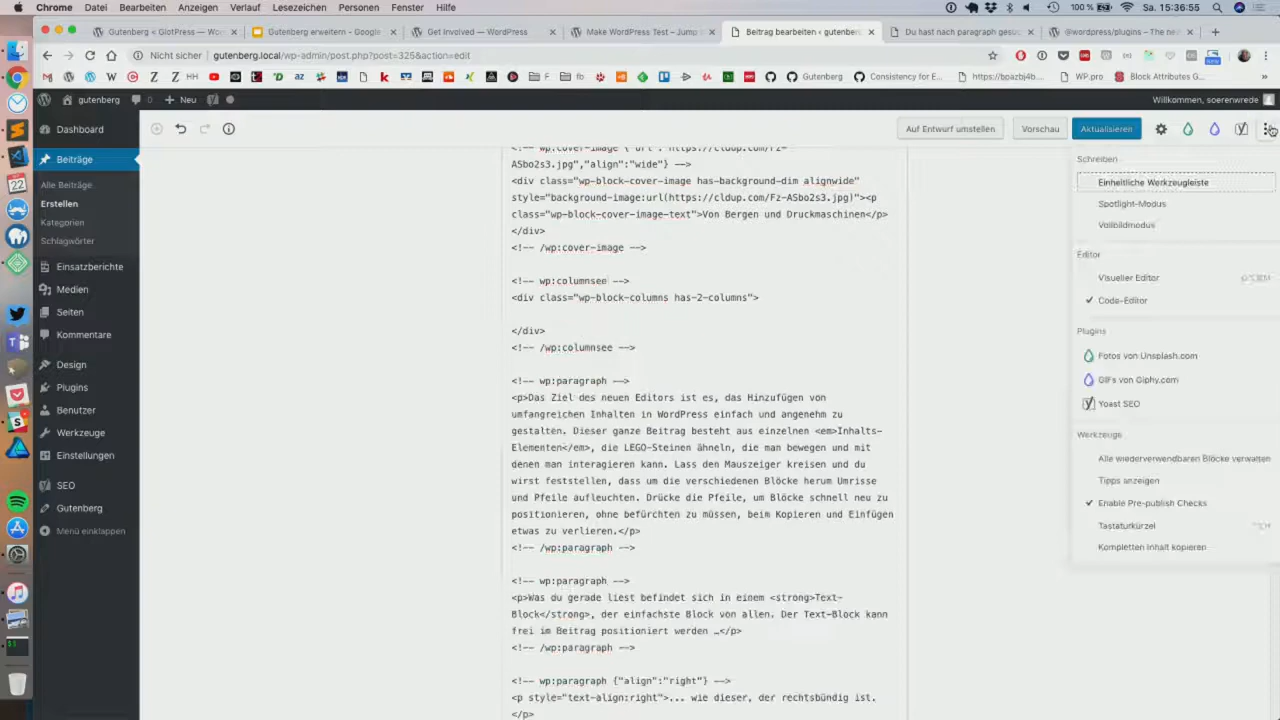 Chrome Datei Bearbeiten Anzeigen Verlauf Lesezeichen Personen Fenster Hilfe 100 % Sa. 15:36:55
Gutenberg < GlotPress — Wo
Gutenberg erweitern - Google
Get Involved — WordPress
Make WordPress Test – Jump
Beitrag bearbeiten ‹ gutenberg
Du hast nach paragraph gesuc
@wordpress/plugins – The ne
Nicht sicher gutenberg.local/wp-admin/post.php?post=325&action=edit
HH F fb Gutenberg Consistency for E... https://bpazbj4b... WP.pro Block Attributes G...
gutenberg 0 Neu Willkommen, soerenwrede
Auf Entwurf umstellen Vorschau Aktualisieren
Dashboard
Beiträge
Alle Beiträge
Erstellen
Kategorien
Schlagwörter
Einsatzberichte
Medien
Seiten
Kommentare
Design
Plugins
Benutzer
Werkzeuge
Einstellungen
SEO
Gutenberg
Menü einklappen
<!-- wp:cover-image {"url":"https://cldup.com/Fz-
ASbo2s3.jpg","align":"wide"} -->
<div class="wp-block-cover-image has-background-dim alignwide"
style="background-image:url(https://cldup.com/Fz-ASbo2s3.jpg)"><p
class="wp-block-cover-image-text">Von Bergen und Druckmaschinen</p>
</div>
<!-- /wp:cover-image -->
<!-- wp:columnsee -->
<div class="wp-block-columns has-2-columns">
</div>
<!-- /wp:columnsee -->
<!-- wp:paragraph -->
<p>Das Ziel des neuen Editors ist es, das Hinzufügen von
umfangreichen Inhalten in WordPress einfach und angenehm zu
gestalten. Dieser ganze Beitrag besteht aus einzelnen <em>Inhalts-
Elementen</em>, die LEGO-Steinen ähneln, die man bewegen und mit
denen man interagieren kann. Lass den Mauszeiger kreisen und du
wirst feststellen, dass um die verschiedenen Blöcke herum Umrisse
und Pfeile aufleuchten. Drücke die Pfeile, um Blöcke schnell neu zu
positionieren, ohne befürchten zu müssen, beim Kopieren und Einfügen
etwas zu verlieren.</p>
<!-- /wp:paragraph -->
<!-- wp:paragraph -->
<p>Was du gerade liest befindet sich in einem <strong>Text-
Block</strong>, der einfachste Block von allen. Der Text-Block kann
frei im Beitrag positioniert werden …</p>
<!-- /wp:paragraph -->
<!-- wp:paragraph {"align":"right"} -->
<p style="text-align:right">... wie dieser, der rechtsbündig ist.
</p>
Schreiben
Einheitliche Werkzeugleiste
Spotlight-Modus
Vollbildmodus
Editor
Visueller Editor
✓ Code-Editor
Plugins
Fotos von Unsplash.com
GIFs von Giphy.com
Yoast SEO
Werkzeuge
Alle wiederverwendbaren Blöcke verwalten
Tipps anzeigen
✓ Enable Pre-publish Checks
Tastaturkürzel
Kompletten Inhalt kopieren